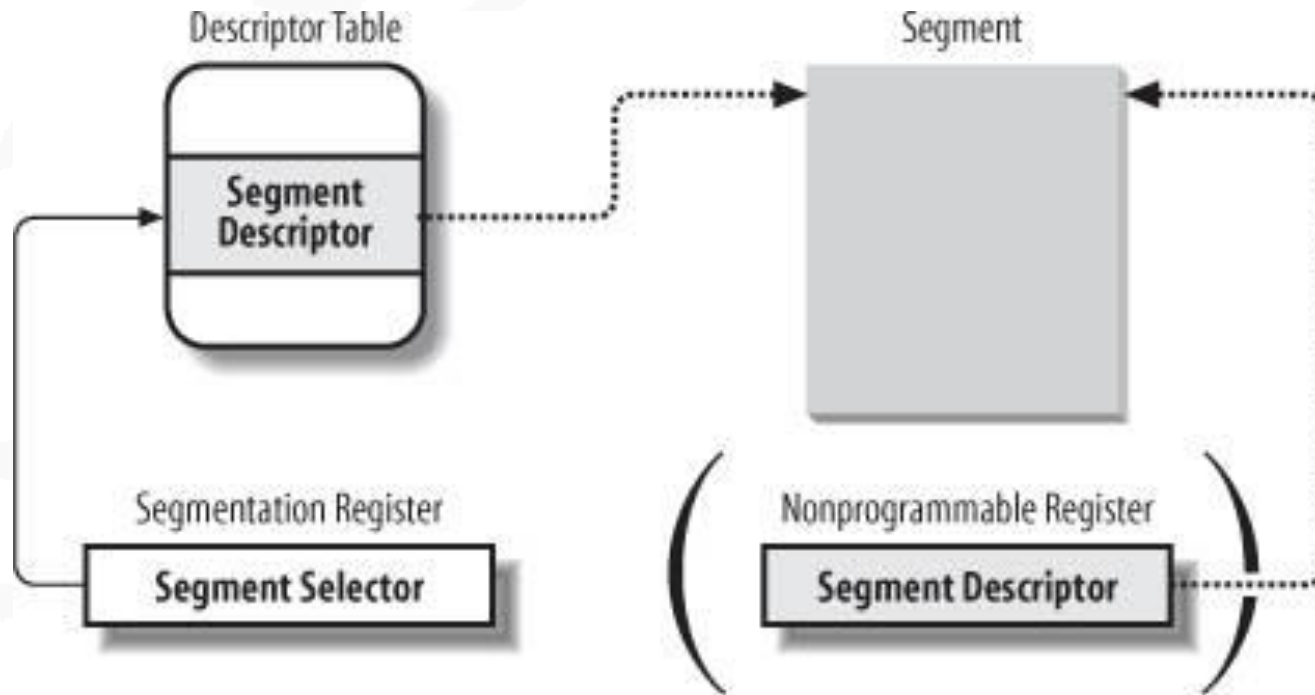 Descriptor Table
Segment
Segment
Descriptor
Segmentation Register
Segment Selector
Nonprogrammable Register
Segment Descriptor